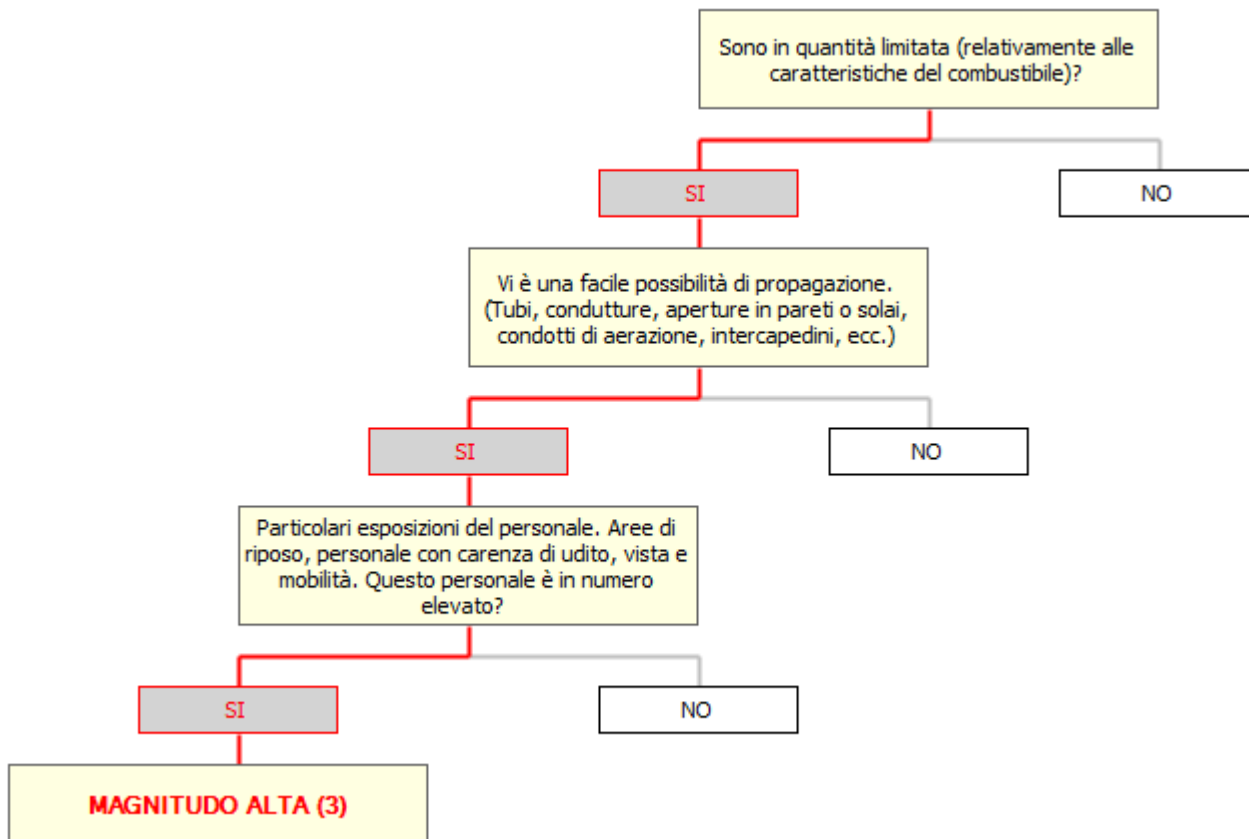 Sono in quantità limitata (relativamente alle
caratteristiche del combustibile)?
SI
NO
Vi è una facile possibilità di propagazione.
(Tubi, condutture, aperture in pareti o solai,
condotti di aerazione, intercapedini, ecc.)
SI
NO
Particolari esposizioni del personale. Aree di
riposo, personale con carenza di udito, vista e
mobilità. Questo personale è in numero
elevato?
SI
NO
MAGNITUDO ALTA (3)